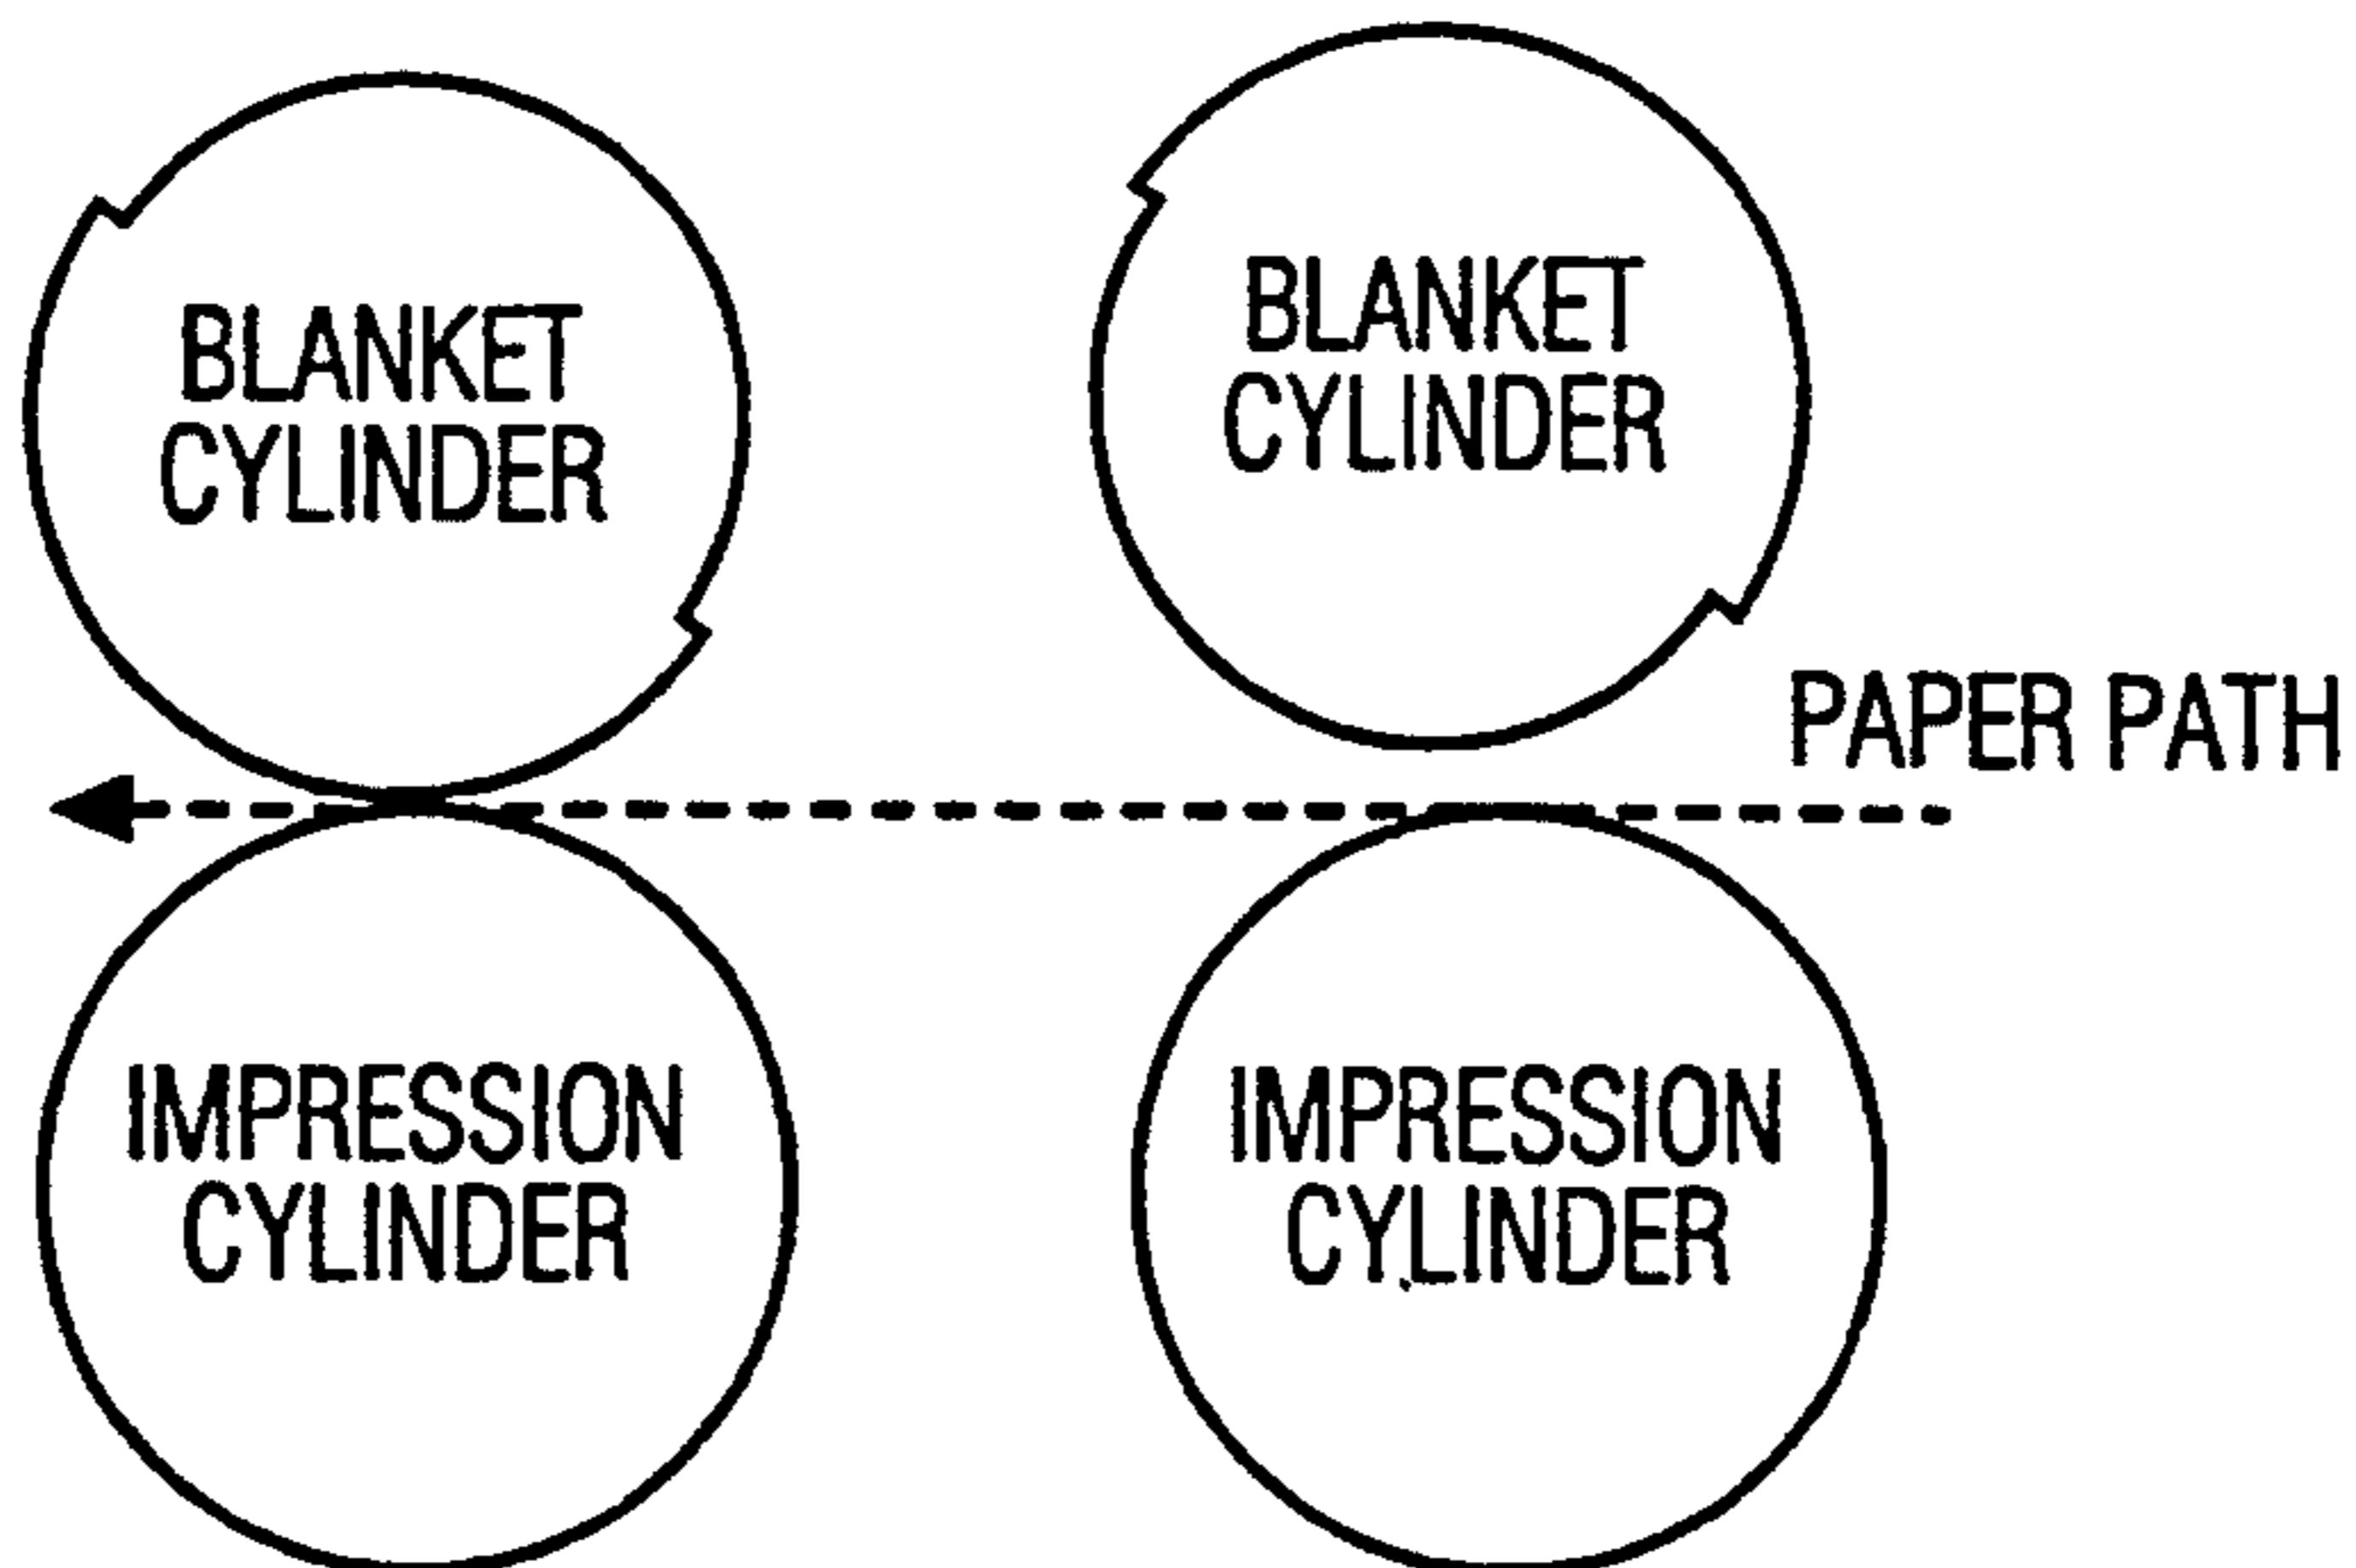 BLANKET
CYLINDER
BLANKET
CYLINDER
PAPER PATH
IMPRESSION
CYLINDER
IMPRESSION
CYLINDER